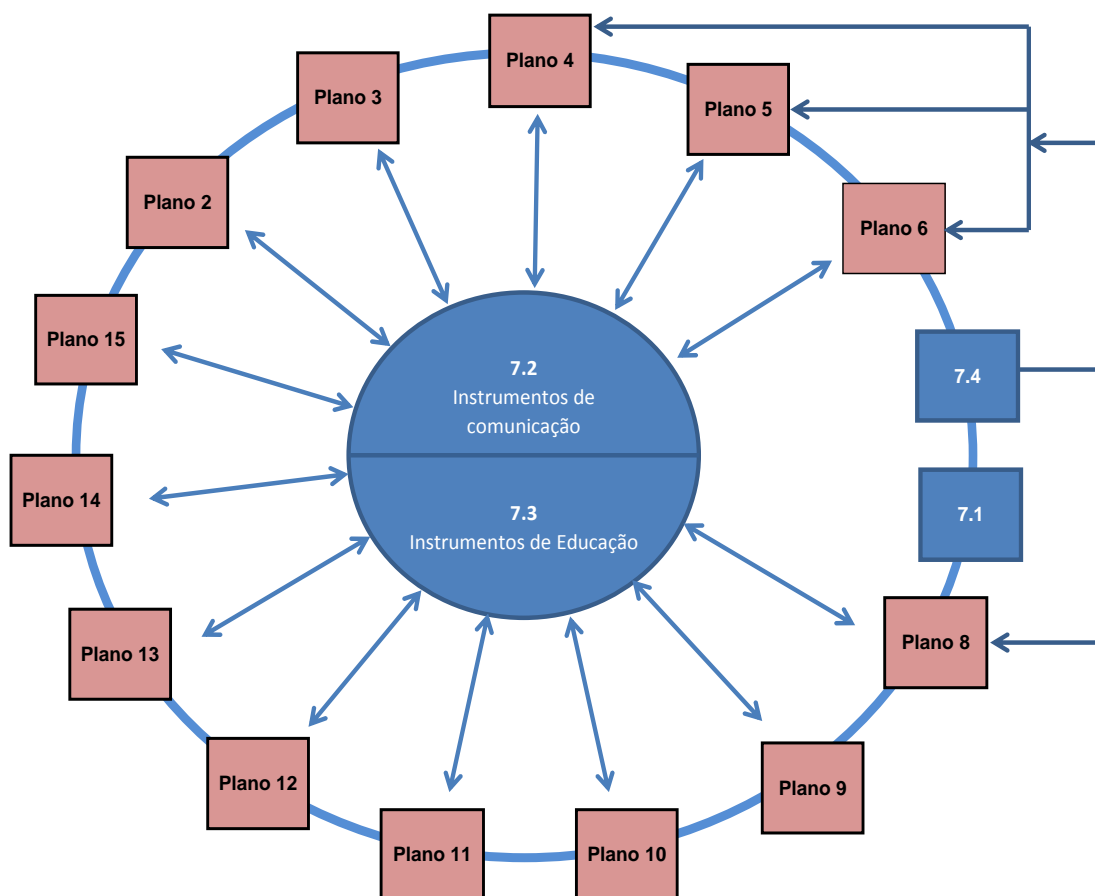 Plano 4
Plano 3
Plano 5
Plano 2
Plano 6
Plano 15
7.2
Instrumentos de
comunicação
7.4
Plano 14
7.3
Instrumentos de Educação
7.1
Plano 13
Plano 8
Plano 12
Plano 9
Plano 11
Plano 10